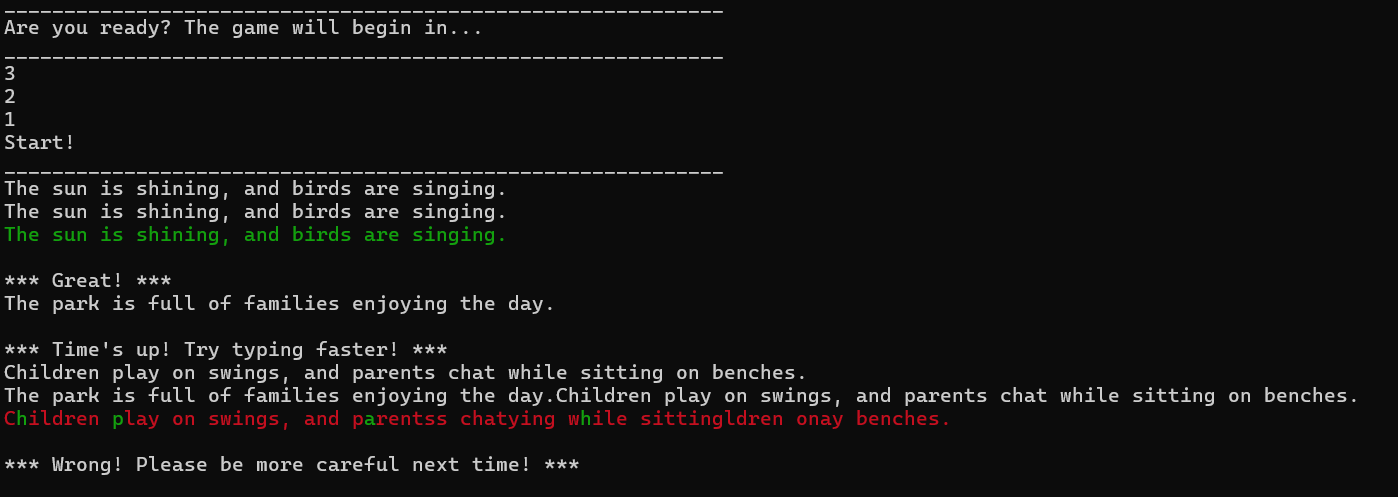 ____________________________________________________________
Are you ready? The game will begin in...
____________________________________________________________
3
2
1
Start!
____________________________________________________________
The sun is shining, and birds are singing.
The sun is shining, and birds are singing.
The sun is shining, and birds are singing.
*** Great! ***
The park is full of families enjoying the day.
*** Time's up! Try typing faster! ***
Children play on swings, and parents chat while sitting on benches.
The park is full of families enjoying the day.Children play on swings, and parents chat while sitting on benches.
Children play on swings, and parentss chatying while sittingldren onay benches.
*** Wrong! Please be more careful next time! ***